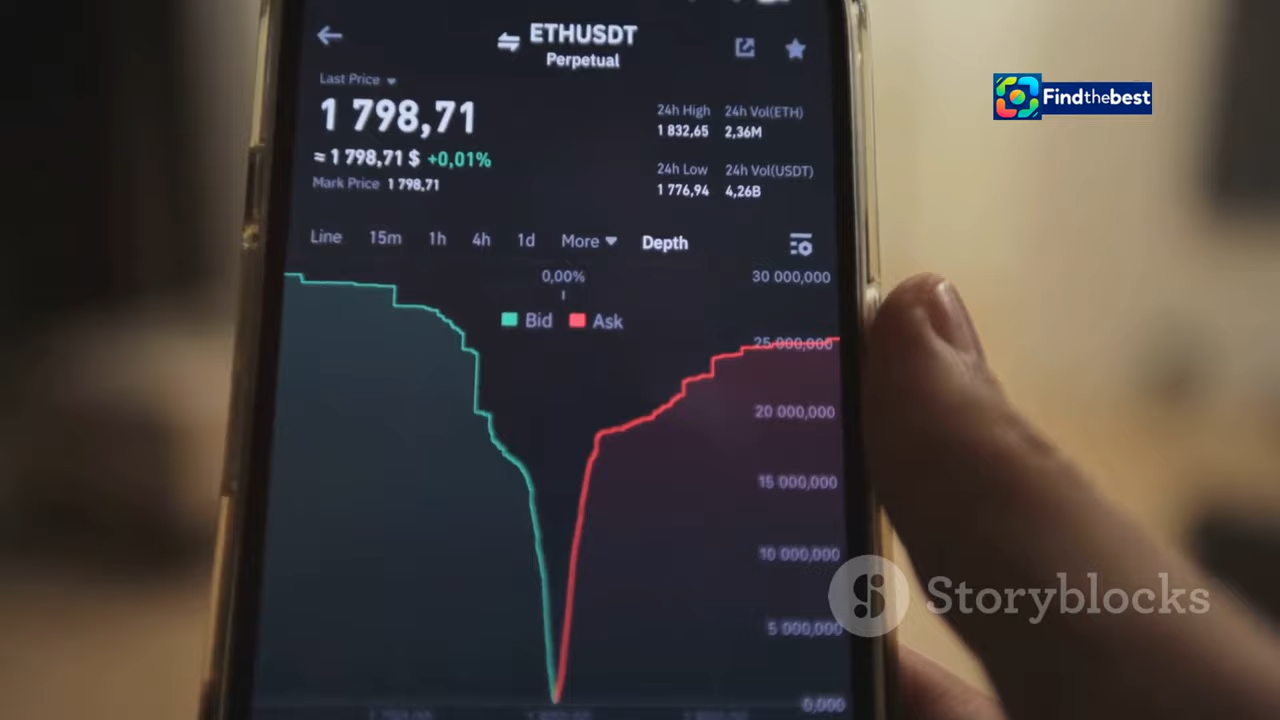 ETHUSDT
Perpetual
Last Price
1 798,71
≈ 1 798,71 $ +0,01%
Mark Price 1 798,71
24h High 24h Vol(ETH)
1 832,65 2,36M
24h Low 24h Vol(USDT)
1 776,94 4,26B
Line 15m 1h 4h 1d More Depth
0,00%
30 000,000
Bid Ask
25 000,000
20 000,000
15 000,000
10 000,000
5 000,000
0,000
Findthebest
Storyblocks